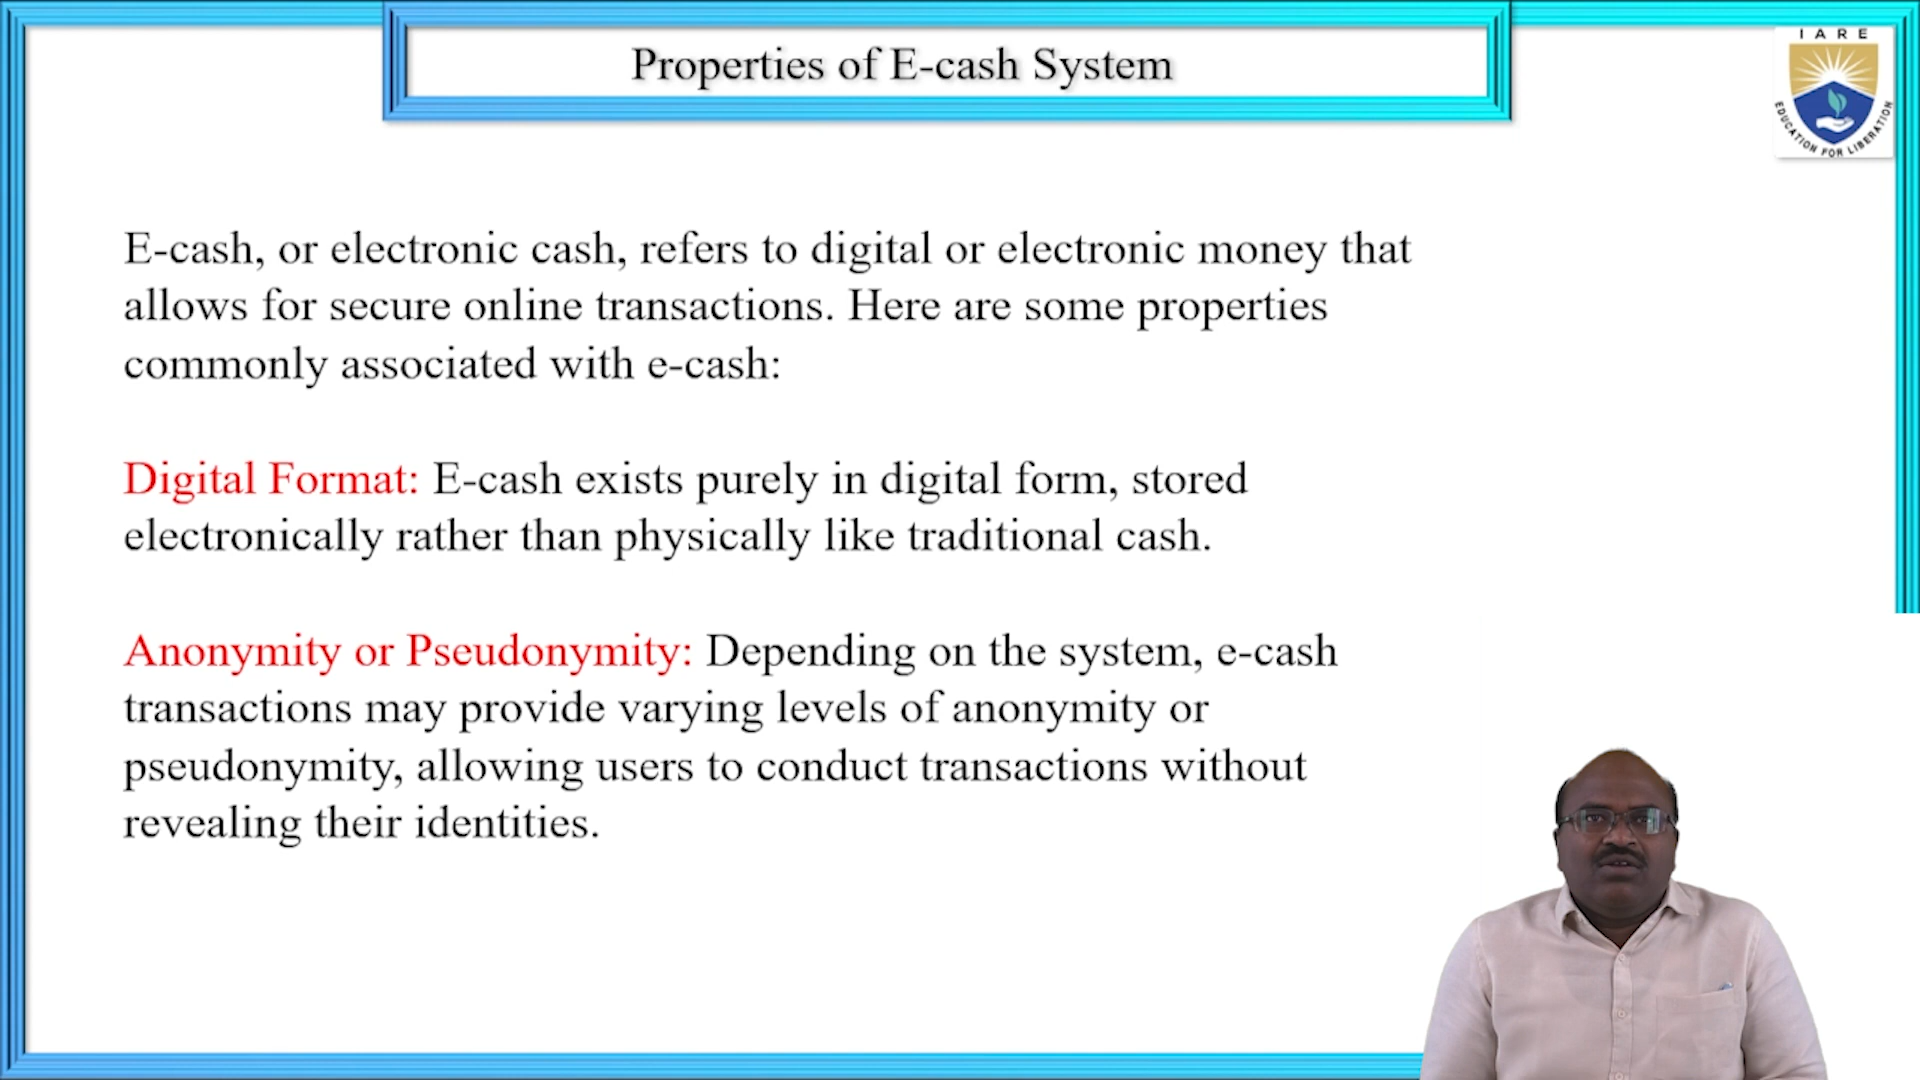 Properties of E-cash System
I A R E
EDUCATION FOR LIBERATION
E-cash, or electronic cash, refers to digital or electronic money that
allows for secure online transactions. Here are some properties
commonly associated with e-cash:
Digital Format: E-cash exists purely in digital form, stored
electronically rather than physically like traditional cash.
Anonymity or Pseudonymity: Depending on the system, e-cash
transactions may provide varying levels of anonymity or
pseudonymity, allowing users to conduct transactions without
revealing their identities.